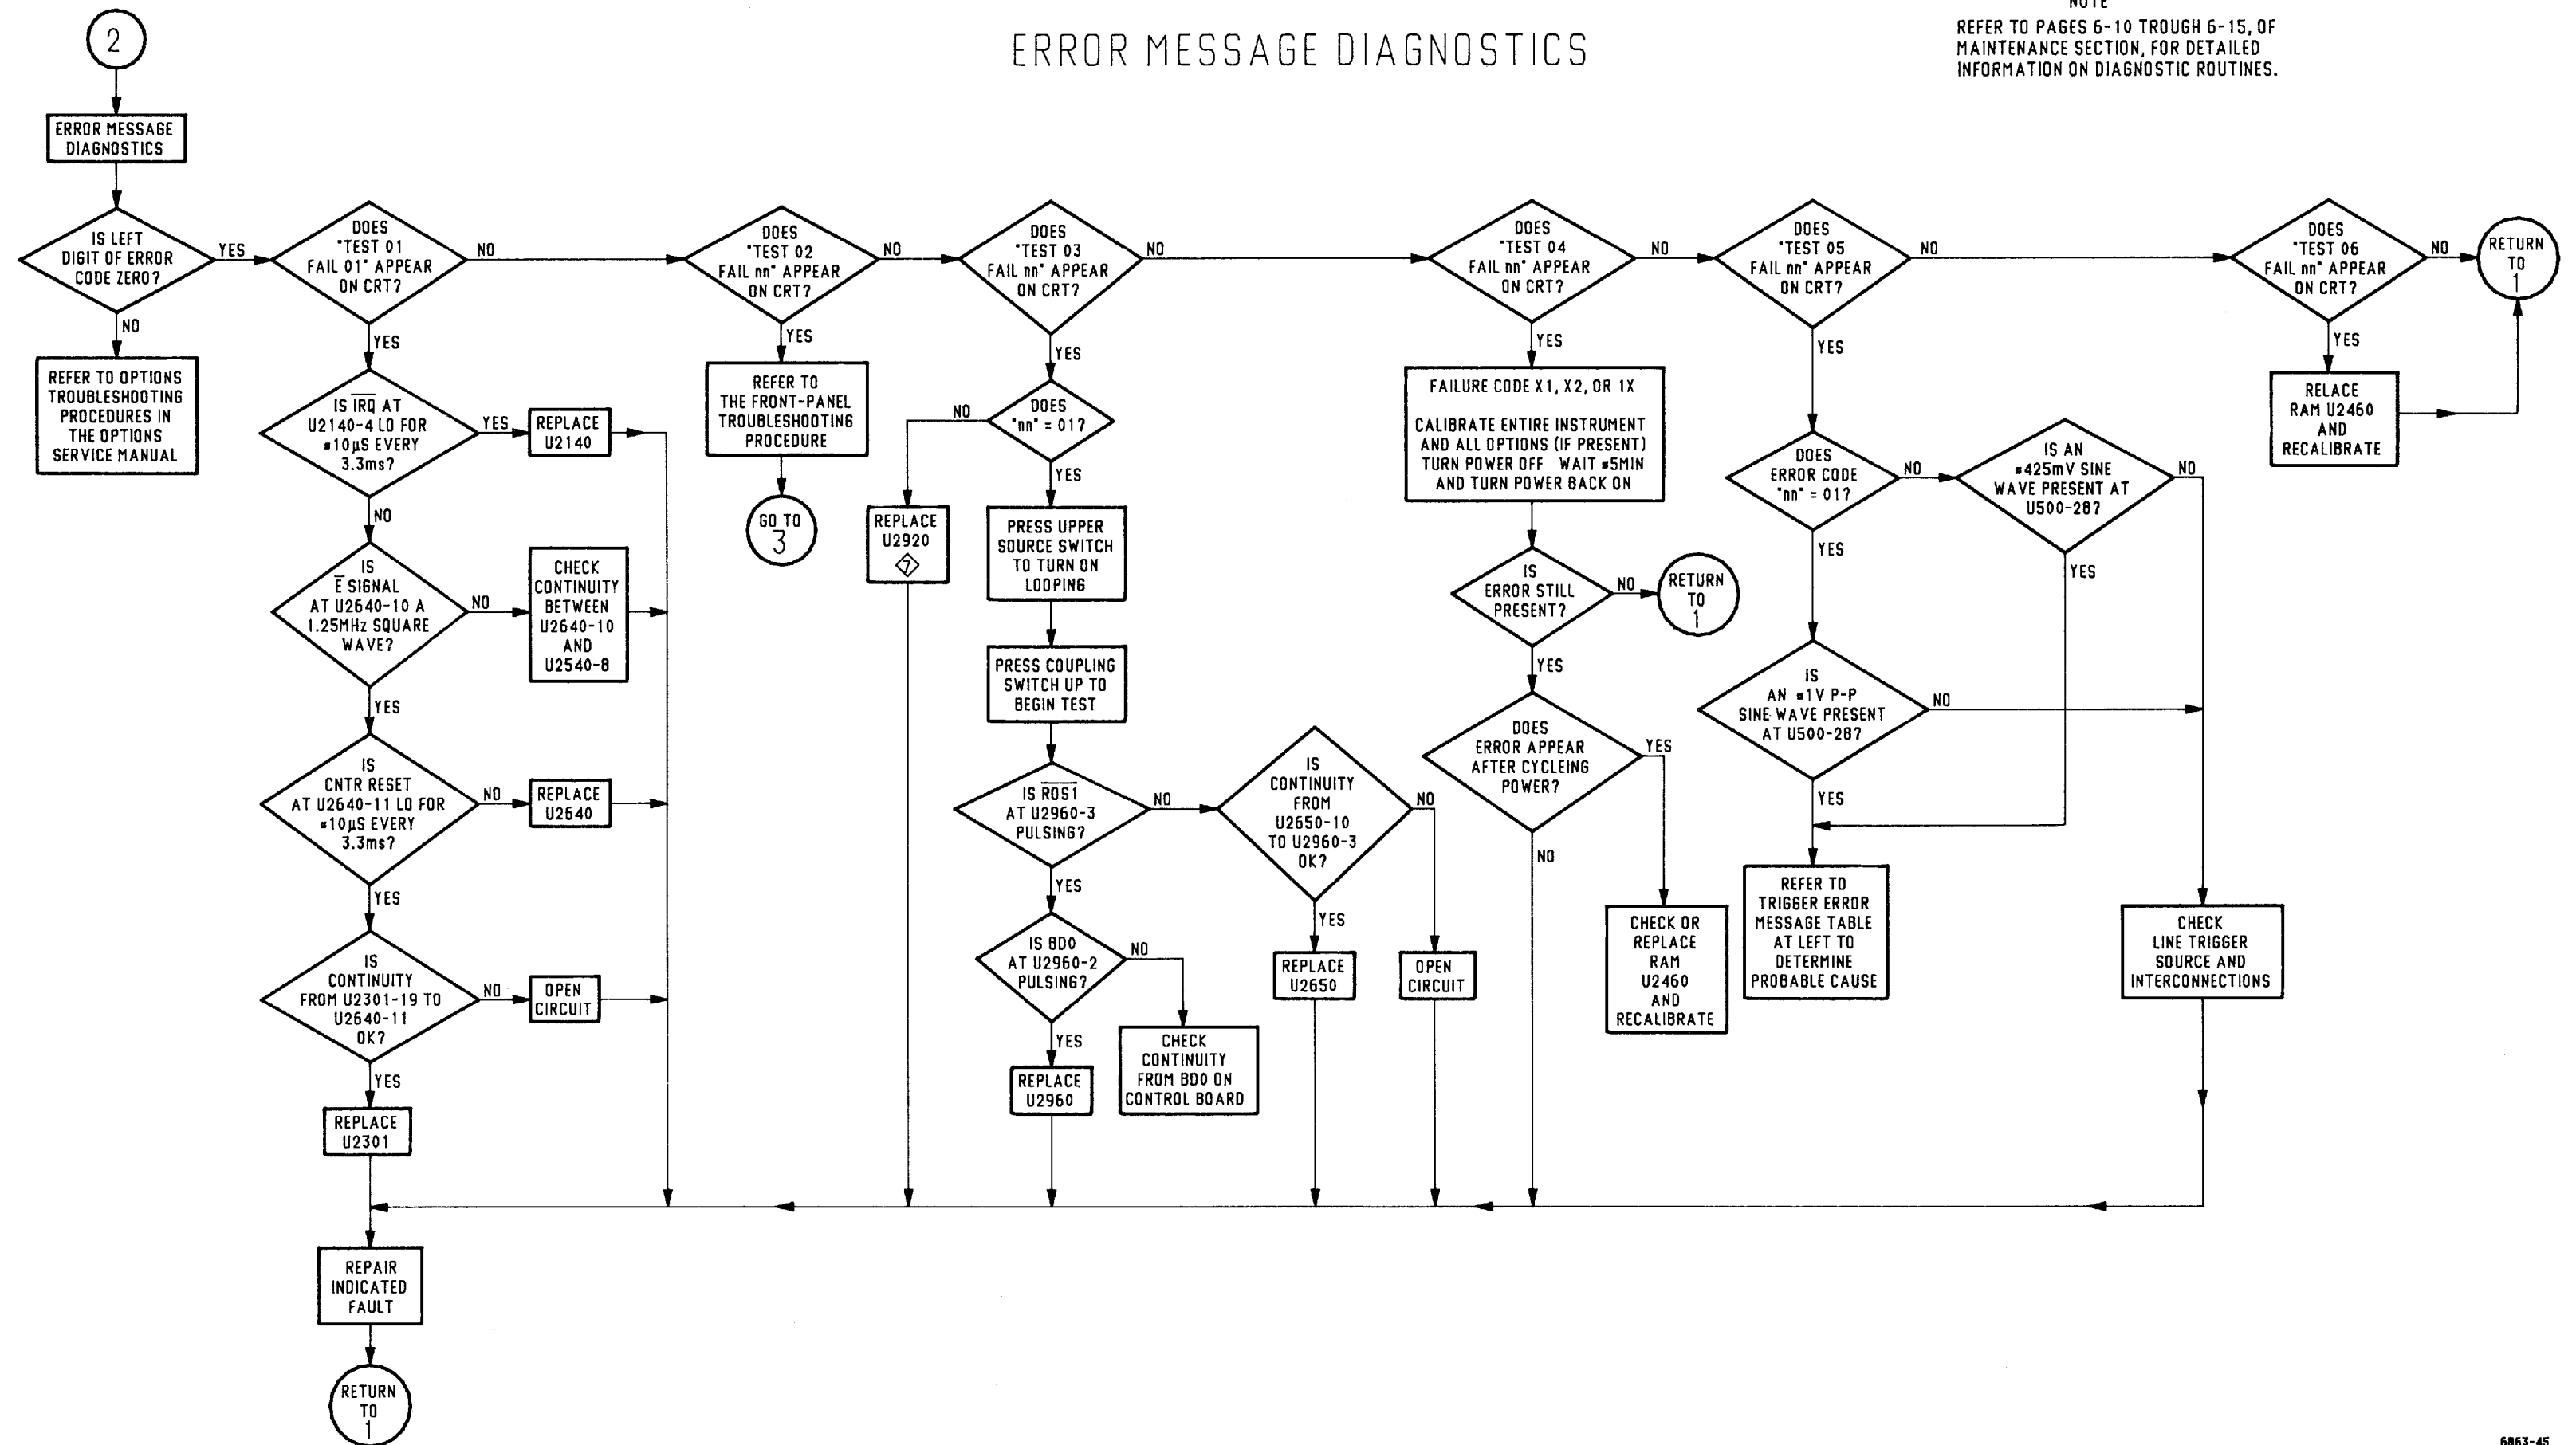 NOTE
REFER TO PAGES 6-10 TROUGH 6-15, OF
MAINTENANCE SECTION, FOR DETAILED
INFORMATION ON DIAGNOSTIC ROUTINES.
ERROR MESSAGE DIAGNOSTICS
2
ERROR MESSAGE
DIAGNOSTICS
IS LEFT
DIGIT OF ERROR
CODE ZERO?
YES
NO
REFER TO OPTIONS
TROUBLESHOOTING
PROCEDURES IN
THE OPTIONS
SERVICE MANUAL
DOES
"TEST 01
FAIL 01" APPEAR
ON CRT?
NO
YES
IS IRQ AT
U2140-4 LO FOR
≈10µS EVERY
3.3ms?
YES
REPLACE
U2140
NO
IS
E SIGNAL
AT U2640-10 A
1.25MHz SQUARE
WAVE?
NO
CHECK
CONTINUITY
BETWEEN
U2640-10
AND
U2540-8
YES
IS
CNTR RESET
AT U2640-11 LO FOR
≈10µS EVERY
3.3ms?
NO
REPLACE
U2640
YES
IS
CONTINUITY
FROM U2301-19 TO
U2640-11
OK?
NO
OPEN
CIRCUIT
YES
REPLACE
U2301
REPAIR
INDICATED
FAULT
RETURN
TO
1
DOES
"TEST 02
FAIL nn" APPEAR
ON CRT?
NO
YES
REFER TO
THE FRONT-PANEL
TROUBLESHOOTING
PROCEDURE
GO TO
3
DOES
"TEST 03
FAIL nn" APPEAR
ON CRT?
NO
YES
DOES
"nn" = 01?
NO
REPLACE
U2920
7
YES
PRESS UPPER
SOURCE SWITCH
TO TURN ON
LOOPING
PRESS COUPLING
SWITCH UP TO
BEGIN TEST
IS ROS1
AT U2960-3
PULSING?
NO
YES
IS
CONTINUITY
FROM
U2650-10
TO U2960-3
OK?
NO
YES
REPLACE
U2650
OPEN
CIRCUIT
IS BD0
AT U2960-2
PULSING?
NO
YES
REPLACE
U2960
CHECK
CONTINUITY
FROM BD0 ON
CONTROL BOARD
DOES
"TEST 04
FAIL nn" APPEAR
ON CRT?
NO
YES
FAILURE CODE X1, X2, OR 1X
CALIBRATE ENTIRE INSTRUMENT
AND ALL OPTIONS (IF PRESENT)
TURN POWER OFF WAIT ≈5MIN
AND TURN POWER BACK ON
IS
ERROR STILL
PRESENT?
NO
RETURN
TO
1
YES
DOES
ERROR APPEAR
AFTER CYCLEING
POWER?
YES
NO
CHECK OR
REPLACE
RAM
U2460
AND
RECALIBRATE
DOES
"TEST 05
FAIL nn" APPEAR
ON CRT?
NO
YES
DOES
ERROR CODE
"nn" = 01?
NO
YES
IS AN
≈425mV SINE
WAVE PRESENT AT
U500-28?
NO
YES
IS
AN ≈1V P-P
SINE WAVE PRESENT
AT U500-28?
NO
YES
REFER TO
TRIGGER ERROR
MESSAGE TABLE
AT LEFT TO
DETERMINE
PROBABLE CAUSE
CHECK
LINE TRIGGER
SOURCE AND
INTERCONNECTIONS
DOES
"TEST 06
FAIL nn" APPEAR
ON CRT?
NO
YES
RELACE
RAM U2460
AND
RECALIBRATE
RETURN
TO
1
6863-45